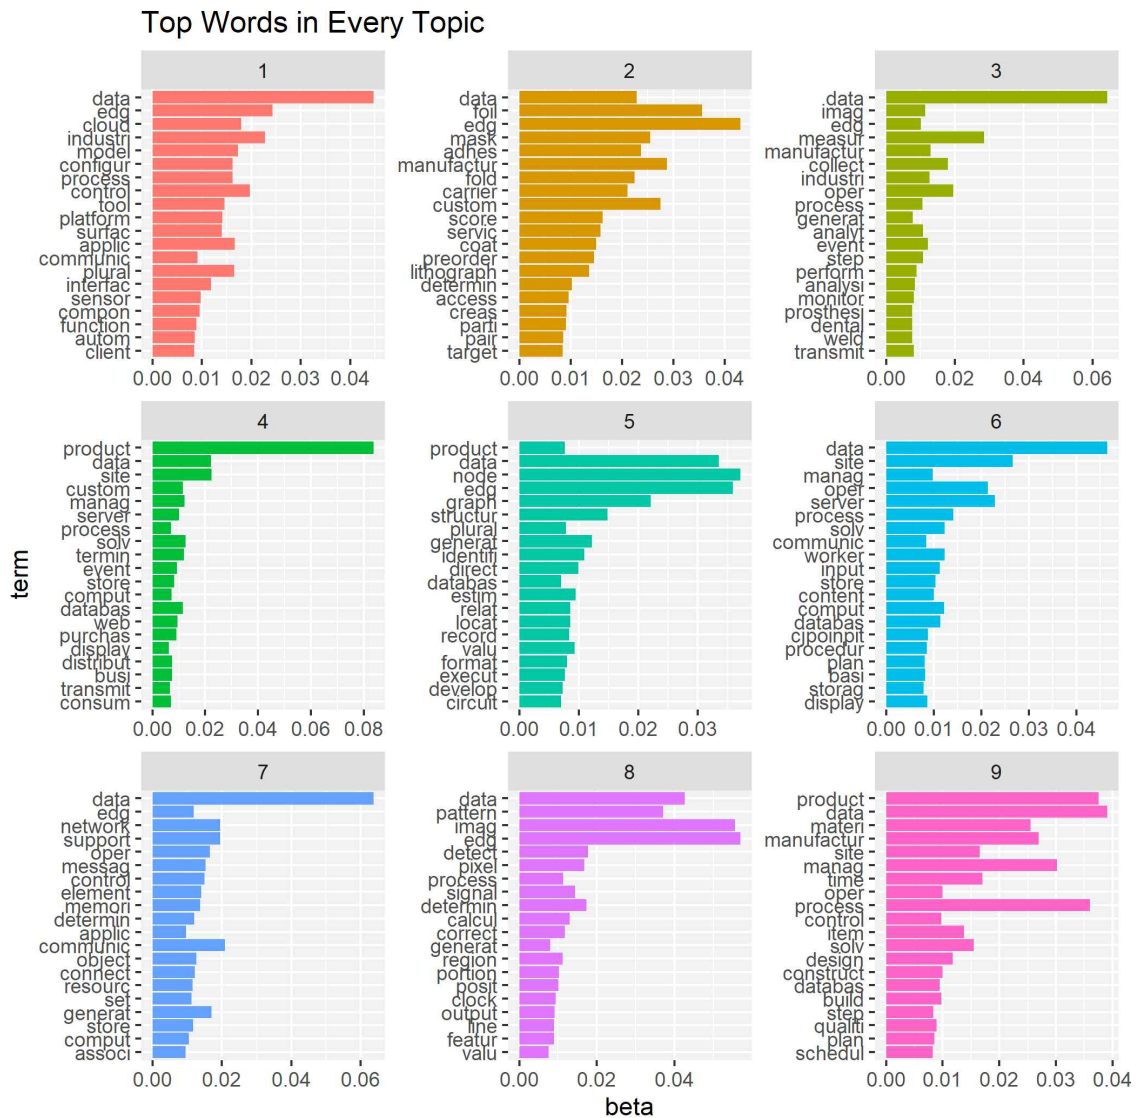 Top Words in Every Topic
1
data
edg
cloud
industri
model
configur
process
control
tool
platform
surfac
applic
communic
plural
interfac
sensor
compon
function
autom
client
0.00 0.01 0.02 0.03 0.04
2
data
foil
edg
mask
adhes
manufactur
fold
carrier
custom
score
servic
coat
preorder
lithograph
determin
access
creas
parti
pair
target
0.00 0.01 0.02 0.03 0.04
3
data
imag
edg
measur
manufactur
collect
industri
oper
process
generat
analyt
event
step
perform
analysi
monitor
prosthesi
dental
weld
transmit
0.00 0.02 0.04 0.06
4
product
data
site
custom
manag
server
process
solv
termin
event
store
comput
databas
web
purchas
display
distribut
busi
transmit
consum
0.00 0.02 0.04 0.06 0.08
5
product
data
node
edg
graph
structur
plural
generat
identifi
direct
databas
estim
relat
locat
record
valu
format
execut
develop
circuit
0.00 0.01 0.02 0.03
6
data
site
manag
oper
server
process
solv
communic
worker
input
store
content
comput
databas
cjpoinpit
procedur
plan
basi
storag
display
0.00 0.01 0.02 0.03 0.04
7
data
edg
network
support
oper
messag
control
element
memori
determin
applic
communic
object
connect
resourc
set
generat
store
comput
associ
0.00 0.02 0.04 0.06
8
data
pattern
imag
edg
detect
pixel
process
signal
determin
calcul
correct
generat
region
portion
posit
clock
output
line
featur
valu
0.00 0.02 0.04
9
product
data
materi
manufactur
site
manag
time
oper
process
control
item
solv
design
construct
databas
build
step
qualiti
plan
schedul
0.00 0.01 0.02 0.03 0.04
term
beta